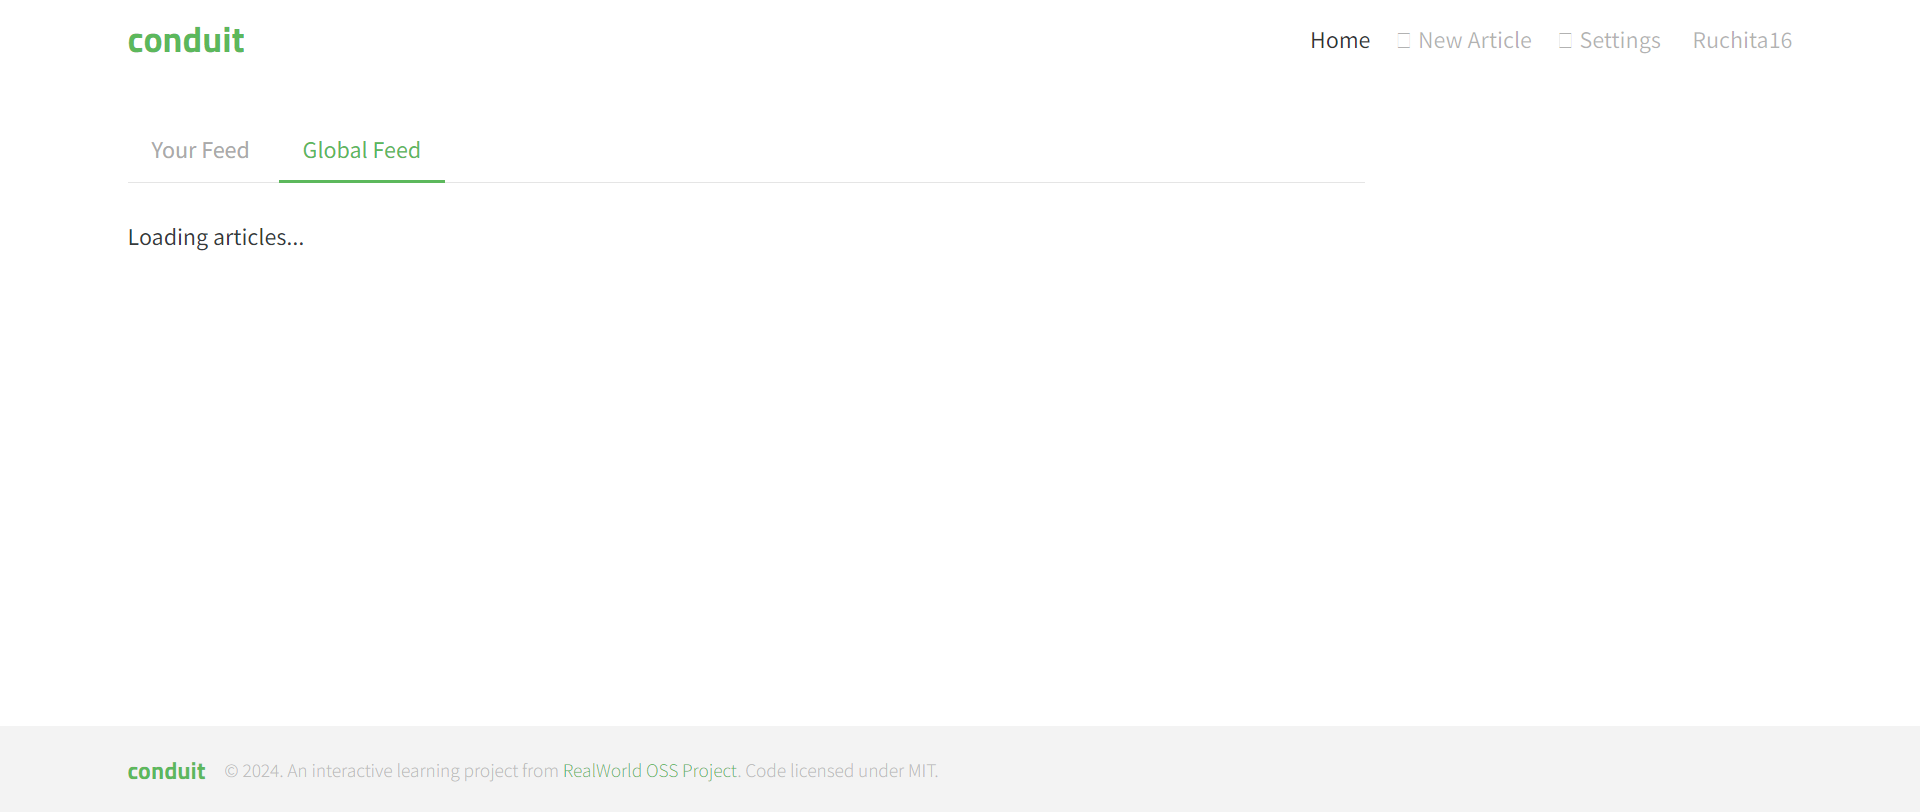 conduit
Home New Article Settings Ruchita16
Your Feed Global Feed
Loading articles...
conduit © 2024. An interactive learning project from RealWorld OSS Project. Code licensed under MIT.